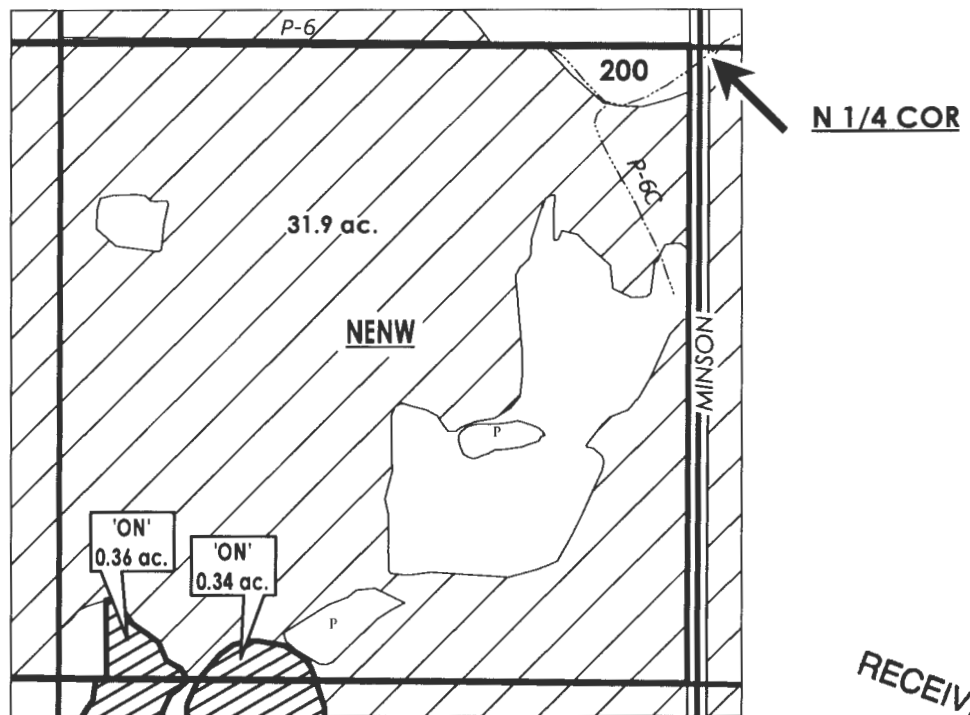 P-6
200
N 1/4 COR
P-6C
31.9 ac.
NENW
MINSON
P
'ON'
0.36 ac.
'ON'
0.34 ac.
P